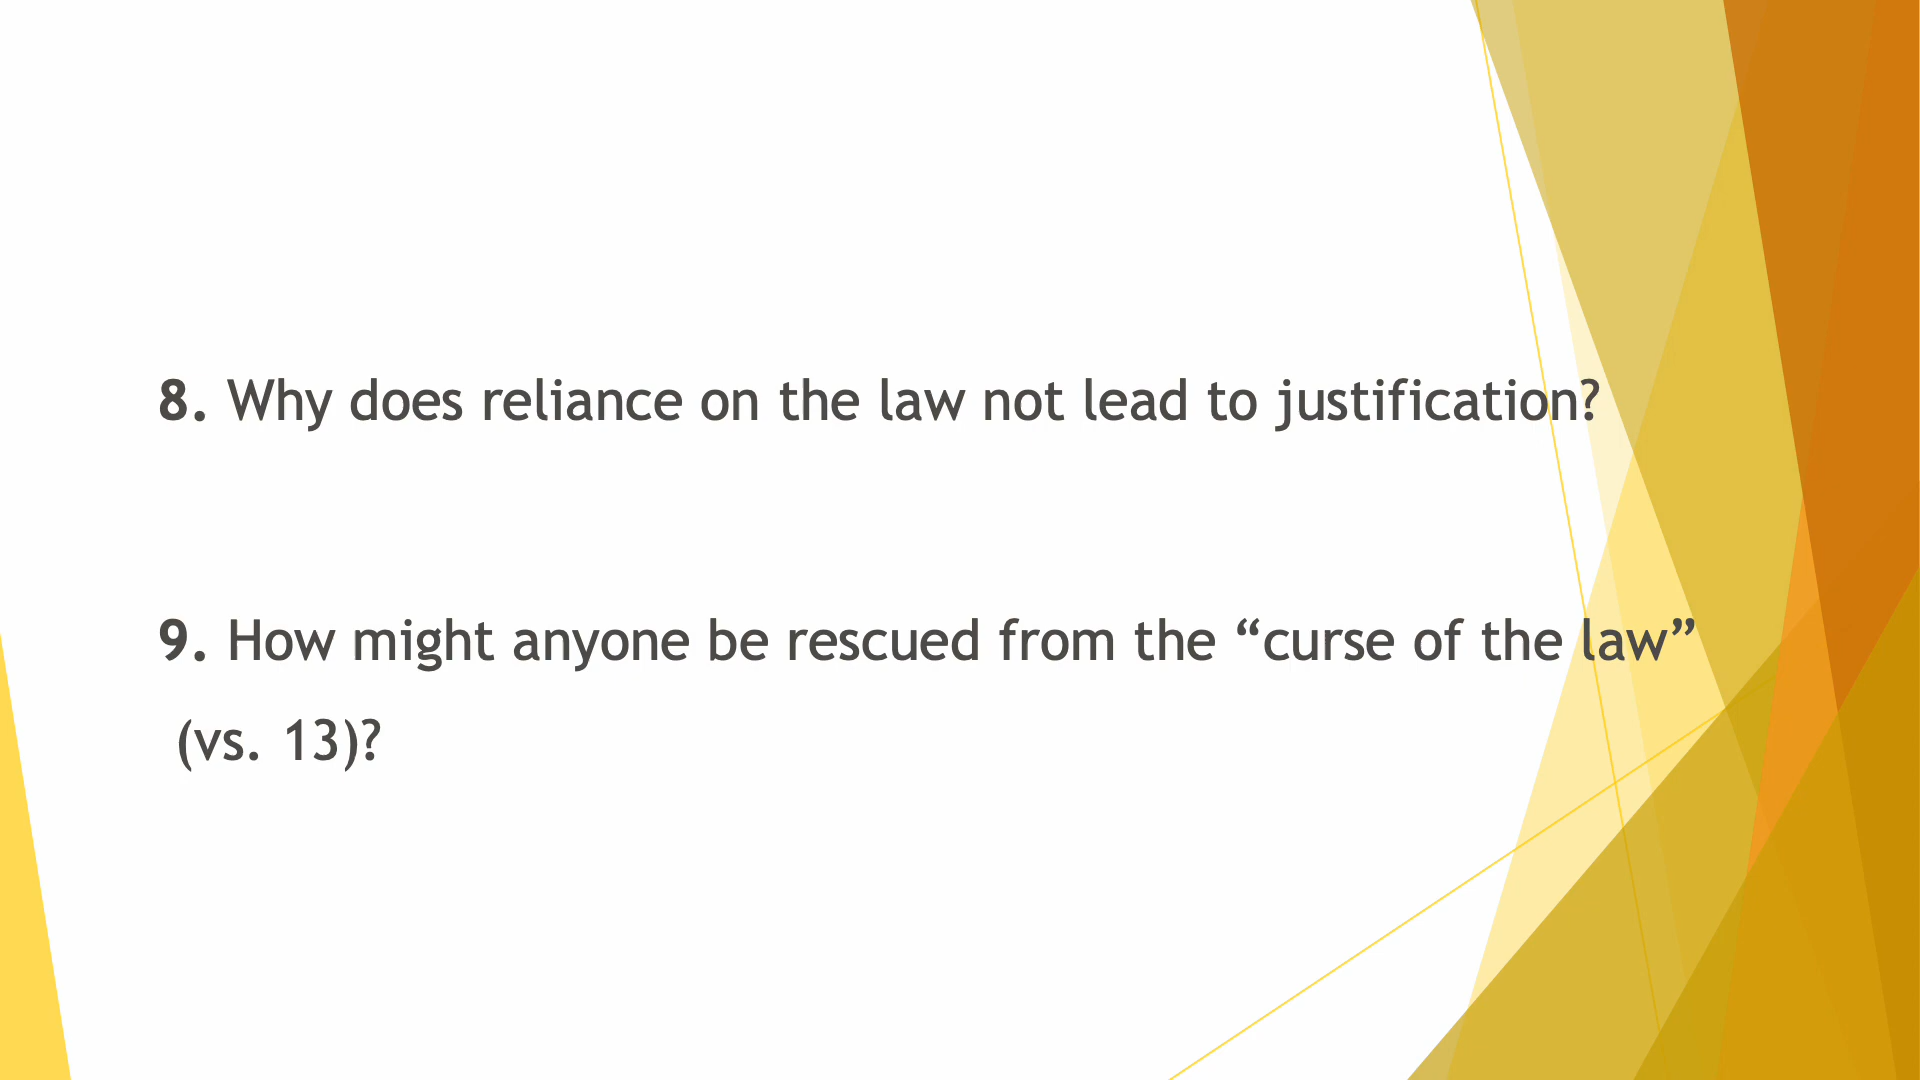 8. Why does reliance on the law not lead to justification?
9. How might anyone be rescued from the “curse of the law”
(vs. 13)?